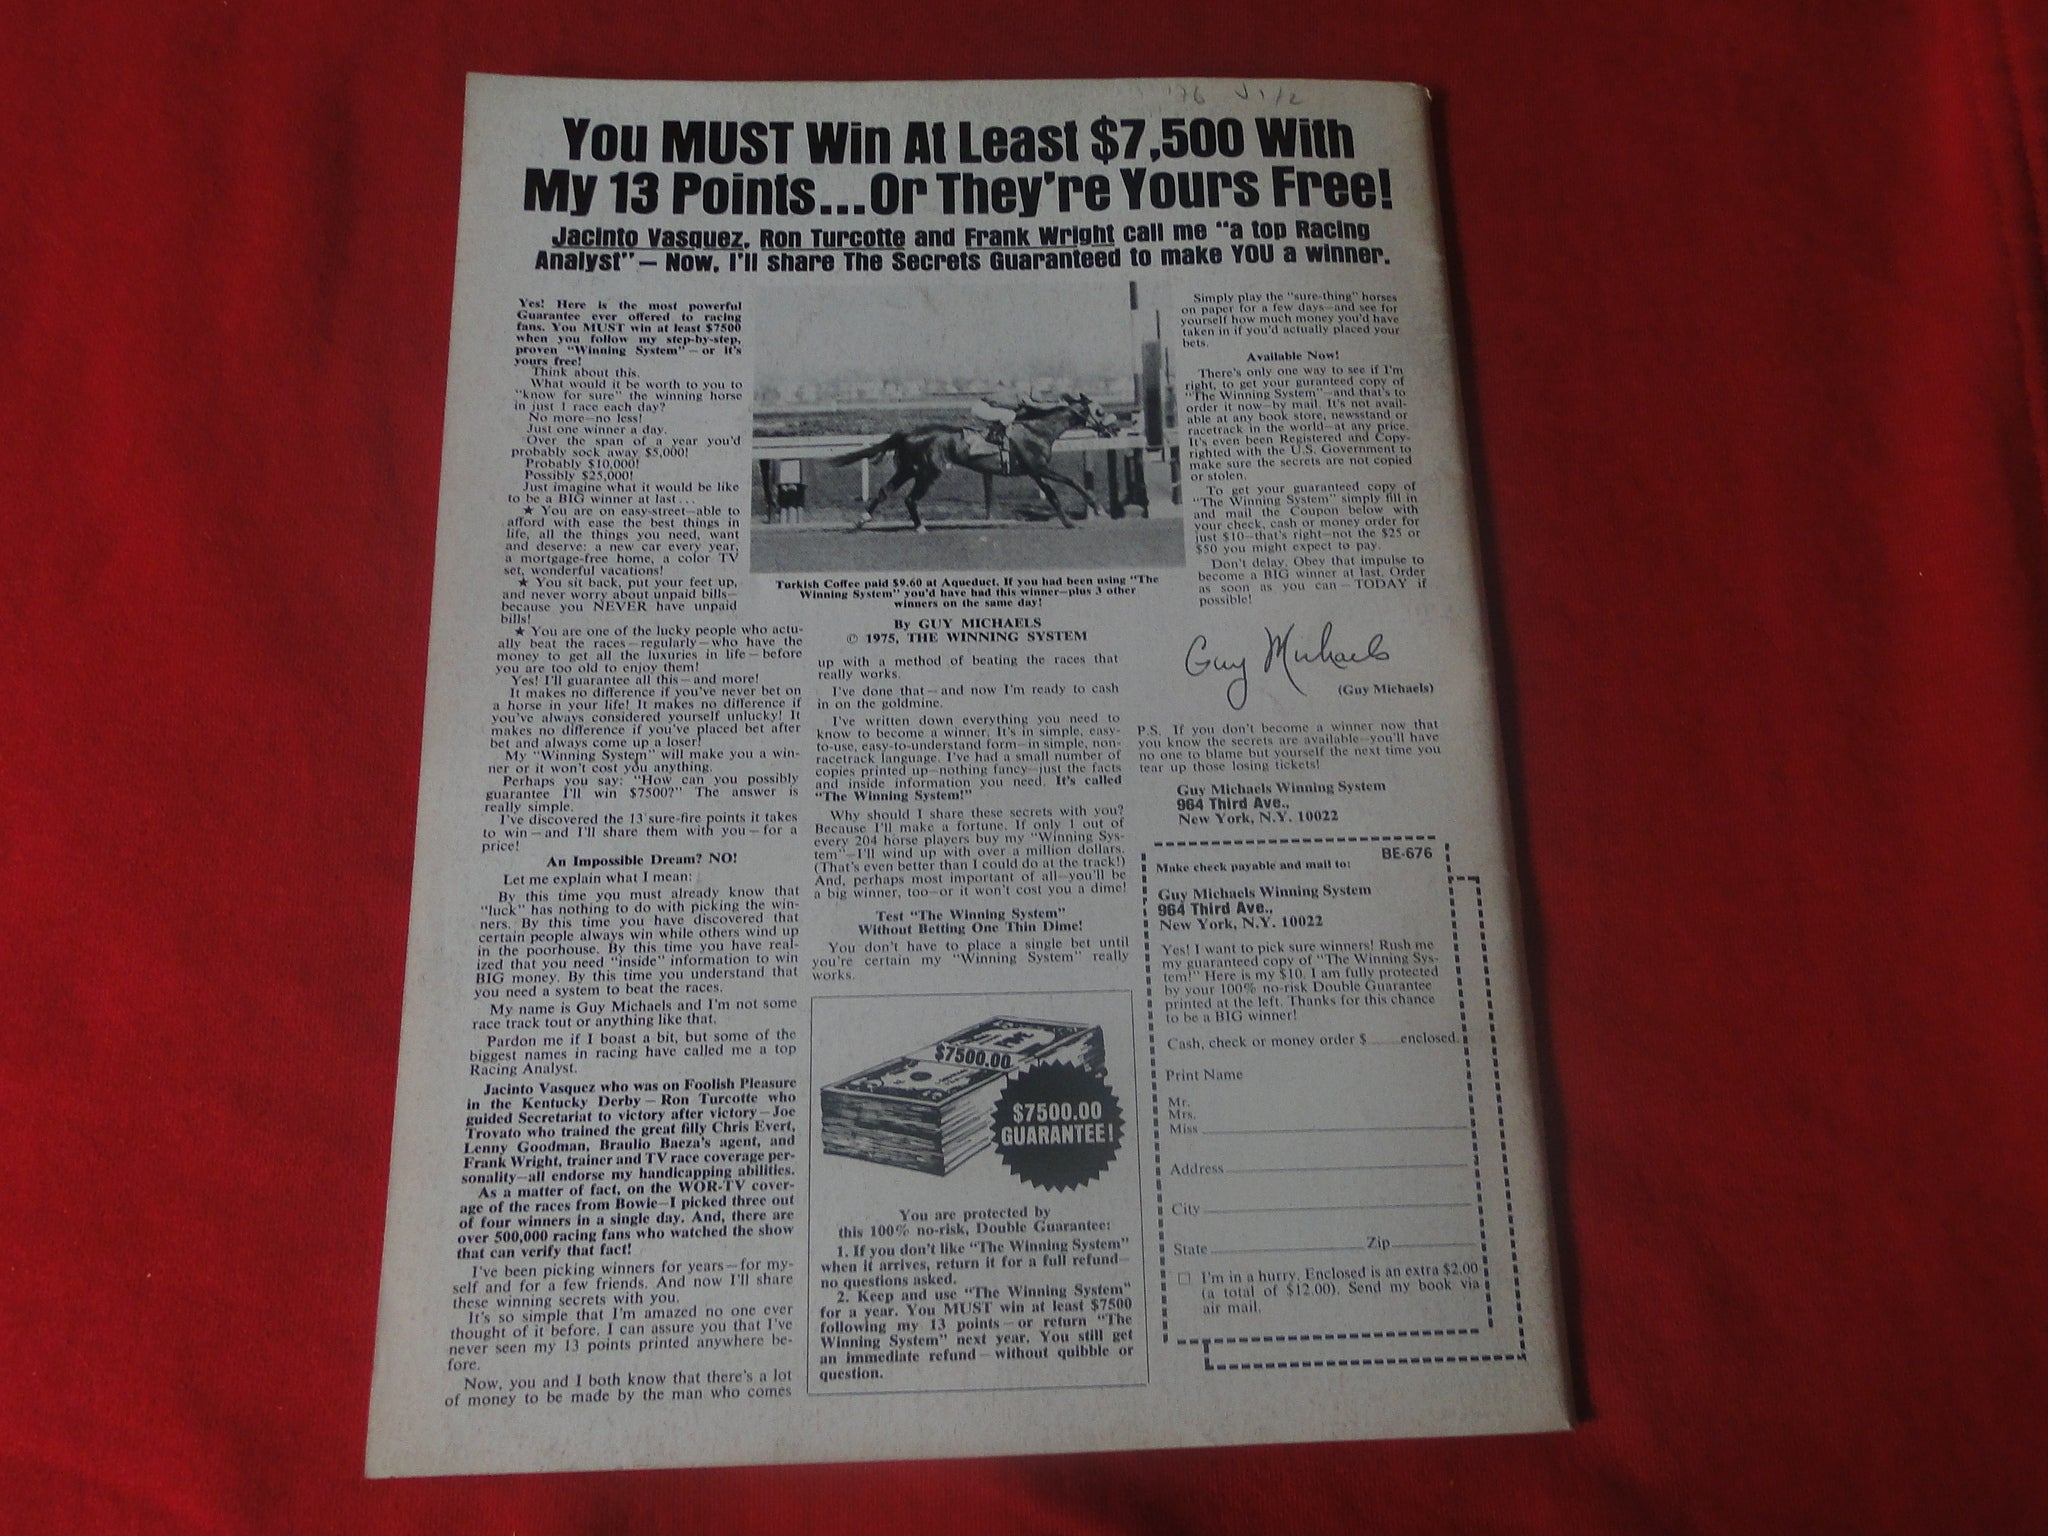 '76
You MUST Win At Least $7,500 With
My 13 Points...Or They're Yours Free!
Jacinto Vasquez, Ron Turcotte and Frank Wright call me "a top Racing
Analyst" — Now, I'll share The Secrets Guaranteed to make YOU a winner.
Yes! Here is the most powerful
Guarantee ever offered to racing
fans. You MUST win at least $7500
when you follow my step-by-step,
proven "Winning System" — or it's
yours free!
Think about this.
What would it be worth to you to
"know for sure" the winning horse
in just 1 race each day?
No more—no less!
Just one winner a day.
Over the span of a year you'd
probably sock away $5,000!
Probably $10,000!
Possibly $25,000!
Just imagine what it would be like
to be a BIG winner at last...
★ You are on easy-street—able to
afford with ease the best things in
life, all the things you need, want
and deserve: a new car every year,
a mortgage-free home, a color TV
set, wonderful vacations!
★ You sit back, put your feet up,
and never worry about unpaid bills—
because you NEVER have unpaid
bills!
★ You are one of the lucky people who actu-
ally beat the races—regularly—who have the
money to get all the luxuries in life—before
you are too old to enjoy them!
Yes! I'll guarantee all this—and more!
It makes no difference if you've never bet on
a horse in your life! It makes no difference if
you've always considered yourself unlucky! It
makes no difference if you've placed bet after
bet and always come up a loser!
My "Winning System" will make you a win-
ner or it won't cost you anything.
Perhaps you say: "How can you possibly
guarantee I'll win $7500?" The answer is
really simple.
I've discovered the 13 sure-fire points it takes
to win—and I'll share them with you—for a
price!
An Impossible Dream? NO!
Let me explain what I mean:
By this time you must already know that
"luck" has nothing to do with picking the win-
ners. By this time you have discovered that
certain people always win while others wind up
in the poorhouse. By this time you have real-
ized that you need "inside" information to win
BIG money. By this time you understand that
you need a system to beat the races.
My name is Guy Michaels and I'm not some
race track tout or anything like that.
Pardon me if I boast a bit, but some of the
biggest names in racing have called me a top
Racing Analyst.
Jacinto Vasquez who was on Foolish Pleasure
in the Kentucky Derby — Ron Turcotte who
guided Secretariat to victory after victory — Joe
Trovato who trained the great filly Chris Evert,
Lenny Goodman, Braulio Baeza's agent, and
Frank Wright, trainer and TV race coverage per-
sonality—all endorse my handicapping abilities.
As a matter of fact, on the WOR-TV cover-
age of the races from Bowie—I picked three out
of four winners in a single day. And, there are
over 500,000 racing fans who watched the show
that can verify that fact!
I've been picking winners for years—for my-
self and for a few friends. And now I'll share
these winning secrets with you.
It's so simple that I'm amazed no one ever
thought of it before. I can assure you that I've
never seen my 13 points printed anywhere be-
fore.
Now, you and I both know that there's a lot
of money to be made by the man who comes
Turkish Coffee paid $9.60 at Aqueduct. If you had been using "The
Winning System" you'd have had this winner—plus 3 other
winners on the same day!
By GUY MICHAELS
© 1975, THE WINNING SYSTEM
up with a method of beating the races that
really works.
I've done that—and now I'm ready to cash
in on the goldmine.
I've written down everything you need to
know to become a winner. It's in simple, easy-
to-use, easy-to-understand form—in simple, non-
racetrack language. I've had a small number of
copies printed up—nothing fancy—just the facts
and inside information you need. It's called
"The Winning System!"
Why should I share these secrets with you?
Because I'll make a fortune. If only 1 out of
every 204 horse players buy my "Winning Sys-
tem"—I'll wind up with over a million dollars.
(That's even better than I could do at the track!)
And, perhaps most important of all—you'll be
a big winner, too—or it won't cost you a dime!
Test "The Winning System"
Without Betting One Thin Dime!
You don't have to place a single bet until
you're certain my "Winning System" really
works.
$7500.00
$7500.00
GUARANTEE!
You are protected by
this 100% no-risk, Double Guarantee:
1. If you don't like "The Winning System"
when it arrives, return it for a full refund—
no questions asked.
2. Keep and use "The Winning System"
for a year. You MUST win at least $7500
following my 13 points—or return "The
Winning System" next year. You still get
an immediate refund—without quibble or
question.
Simply play the "sure-thing" horses
on paper for a few days—and see for
yourself how much money you'd have
taken in if you'd actually placed your
bets.
Available Now!
There's only one way to see if I'm
right, to get your guranteed copy of
"The Winning System"—and that's to
order it now—by mail. It's not avail-
able at any book store, newsstand or
racetrack in the world—at any price.
It's even been Registered and Copy-
righted with the U.S. Government to
make sure the secrets are not copied
or stolen.
To get your guaranteed copy of
"The Winning System" simply fill in
and mail the Coupon below with
your check, cash or money order for
just $10—that's right—not the $25 or
$50 you might expect to pay.
Don't delay. Obey that impulse to
become a BIG winner at last. Order
as soon as you can — TODAY if
possible!
Guy Michaels
(Guy Michaels)
P.S. If you don't become a winner now that
you know the secrets are available—you'll have
no one to blame but yourself the next time you
tear up those losing tickets!
Guy Michaels Winning System
964 Third Ave.,
New York, N.Y. 10022
BE-676
Make check payable and mail to:
Guy Michaels Winning System
964 Third Ave.,
New York, N.Y. 10022
Yes! I want to pick sure winners! Rush me
my guaranteed copy of "The Winning Sys-
tem!" Here is my $10. I am fully protected
by your 100% no-risk Double Guarantee
printed at the left. Thanks for this chance
to be a BIG winner!
Cash, check or money order $ enclosed.
Print Name
Mr.
Mrs.
Miss
Address
City
State Zip
☐ I'm in a hurry. Enclosed is an extra $2.00
(a total of $12.00). Send my book via
air mail.